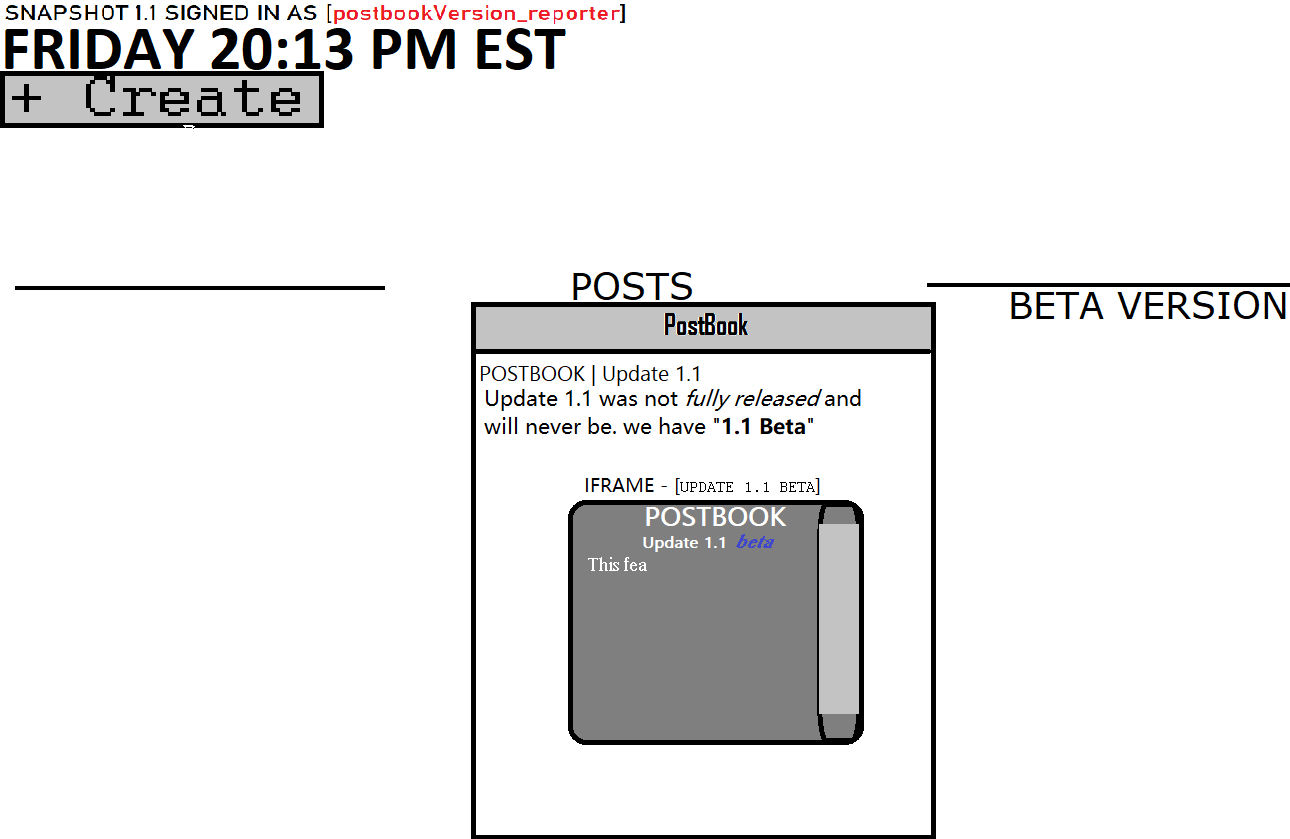 SNAPSHOT 1.1 SIGNED IN AS [postbookVersion_reporter]
FRIDAY 20:13 PM EST
+ Create
POSTS
BETA VERSION
PostBook
POSTBOOK | Update 1.1
Update 1.1 was not fully released and
will never be. we have "1.1 Beta"
IFRAME - [UPDATE 1.1 BETA]
POSTBOOK
Update 1.1 beta
This fea